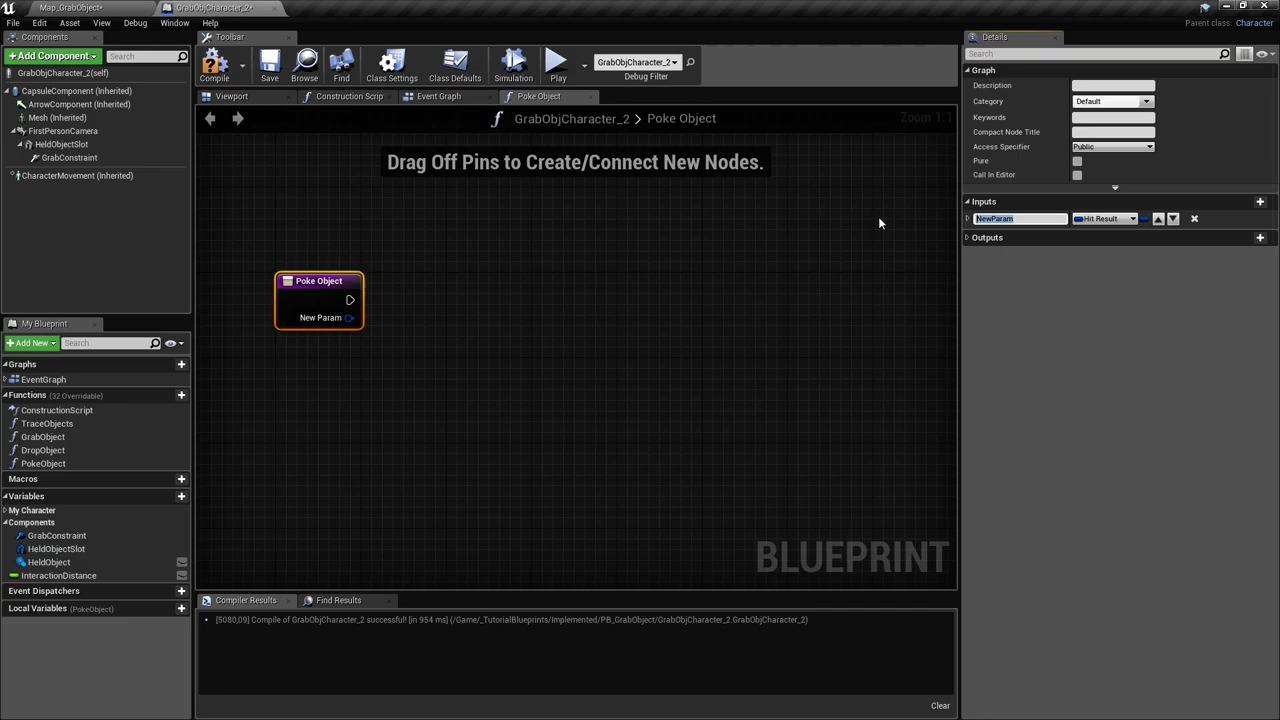 Map_GrabObject*
GrabObjCharacter_2*
File
Edit
Asset
View
Debug
Window
Help
Parent class: Character
Components
+ Add Component
Search
GrabObjCharacter_2(self)
CapsuleComponent (Inherited)
ArrowComponent (Inherited)
Mesh (Inherited)
FirstPersonCamera
HeldObjectSlot
GrabConstraint
CharacterMovement (Inherited)
Toolbar
Compile
Save
Browse
Find
Class Settings
Class Defaults
Simulation
Play
GrabObjCharacter_2
Debug Filter
Viewport
Construction Scrip
Event Graph
Poke Object
GrabObjCharacter_2 > Poke Object
Zoom 1:1
Drag Off Pins to Create/Connect New Nodes.
Poke Object
New Param
BLUEPRINT
My Blueprint
+ Add New
Search
Graphs
EventGraph
Functions (32 Overridable)
ConstructionScript
TraceObjects
GrabObject
DropObject
PokeObject
Macros
Variables
My Character
Components
GrabConstraint
HeldObjectSlot
HeldObject
InteractionDistance
Event Dispatchers
Local Variables (PokeObject)
Compiler Results
Find Results
[5080,09] Compile of GrabObjCharacter_2 successful! [in 954 ms] (/Game/_TutorialBlueprints/Implemented/PB_GrabObject/GrabObjCharacter_2.GrabObjCharacter_2)
Clear
Details
Search
Graph
Description
Category
Default
Keywords
Compact Node Title
Access Specifier
Public
Pure
Call In Editor
Inputs
NewParam
Hit Result
Outputs